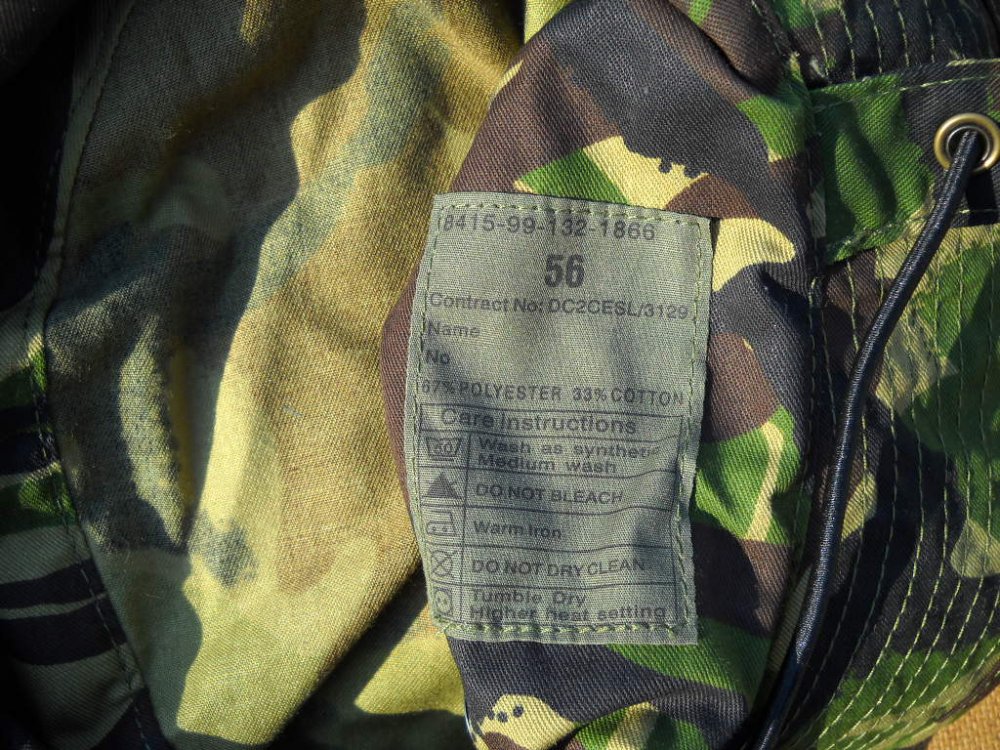 8415-99-132-1866
56
Contract No: DC2CESL/3129
Name
No
67% POLYESTER 33% COTTON
Care Instructions
Wash as synthetic
Medium wash
DO NOT BLEACH
Warm Iron
DO NOT DRY CLEAN
Tumble Dry
Higher heat setting